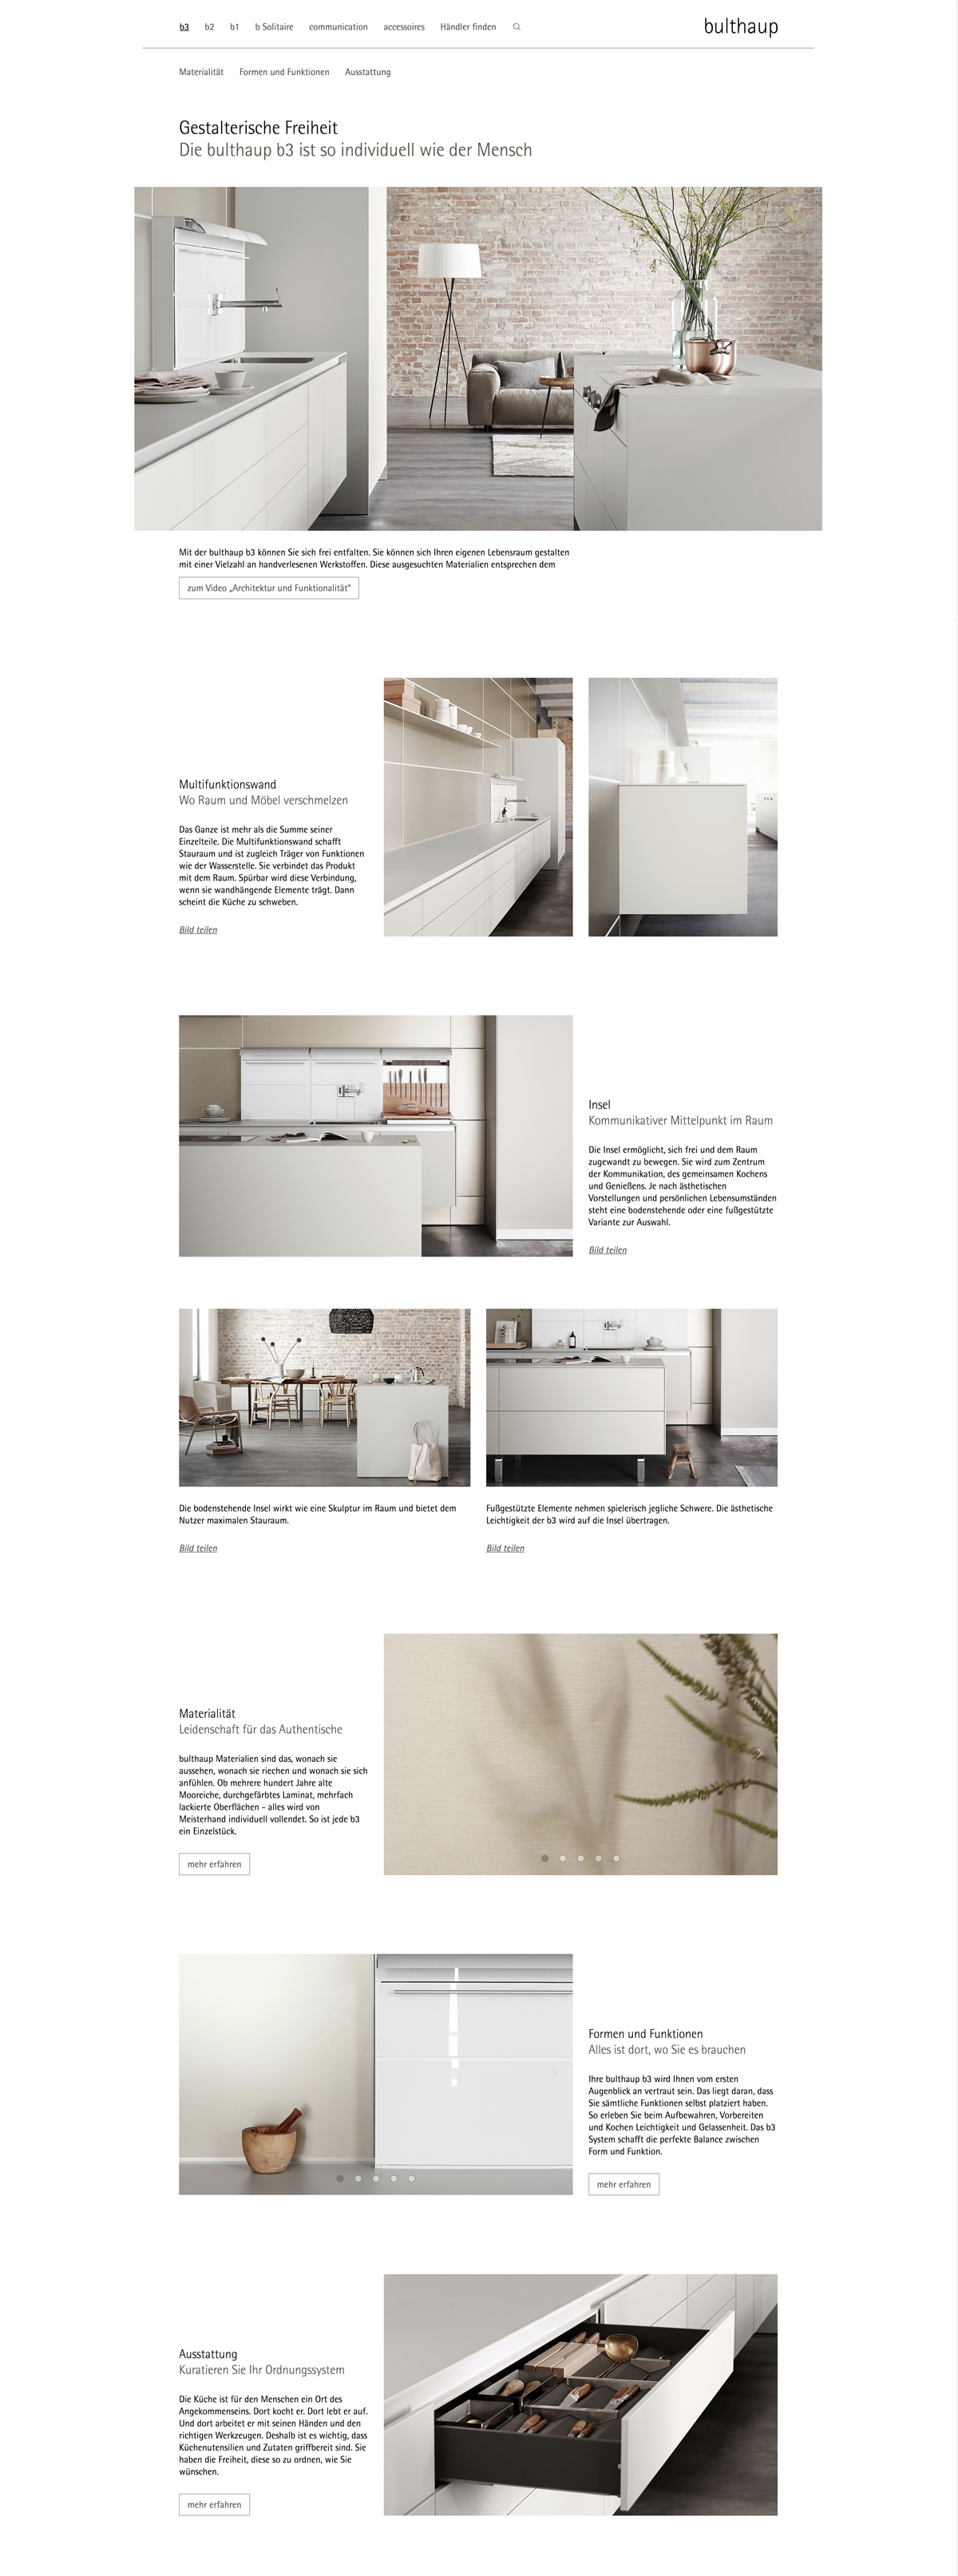 b3 b2 b1 b Solitaire communication accessoires Händler finden
bulthaup
Materialität Formen und Funktionen Ausstattung
Gestalterische Freiheit
Die bulthaup b3 ist so individuell wie der Mensch
Mit der bulthaup b3 können Sie sich frei entfalten. Sie können sich Ihren eigenen Lebensraum gestalten
mit einer Vielzahl an handverlesenen Werkstoffen. Diese ausgesuchten Materialien entsprechen dem
zum Video „Architektur und Funktionalität"
Multifunktionswand
Wo Raum und Möbel verschmelzen
Das Ganze ist mehr als die Summe seiner
Einzelteile. Die Multifunktionswand schafft
Stauraum und ist zugleich Träger von Funktionen
wie der Wasserstelle. Sie verbindet das Produkt
mit dem Raum. Spürbar wird diese Verbindung,
wenn sie wandhängende Elemente trägt. Dann
scheint die Küche zu schweben.
Bild teilen
Insel
Kommunikativer Mittelpunkt im Raum
Die Insel ermöglicht, sich frei und dem Raum
zugewandt zu bewegen. Sie wird zum Zentrum
der Kommunikation, des gemeinsamen Kochens
und Genießens. Je nach ästhetischen
Vorstellungen und persönlichen Lebensumständen
steht eine bodenstehende oder eine fußgestützte
Variante zur Auswahl.
Bild teilen
Die bodenstehende Insel wirkt wie eine Skulptur im Raum und bietet dem
Nutzer maximalen Stauraum.
Bild teilen
Fußgestützte Elemente nehmen spielerisch jegliche Schwere. Die ästhetische
Leichtigkeit der b3 wird auf die Insel übertragen.
Bild teilen
Materialität
Leidenschaft für das Authentische
bulthaup Materialien sind das, wonach sie
aussehen, wonach sie riechen und wonach sie sich
anfühlen. Ob mehrere hundert Jahre alte
Mooreiche, durchgefärbtes Laminat, mehrfach
lackierte Oberflächen - alles wird von
Meisterhand individuell vollendet. So ist jede b3
ein Einzelstück.
mehr erfahren
Formen und Funktionen
Alles ist dort, wo Sie es brauchen
Ihre bulthaup b3 wird Ihnen vom ersten
Augenblick an vertraut sein. Das liegt daran, dass
Sie sämtliche Funktionen selbst platziert haben.
So erleben Sie beim Aufbewahren, Vorbereiten
und Kochen Leichtigkeit und Gelassenheit. Das b3
System schafft die perfekte Balance zwischen
Form und Funktion.
mehr erfahren
Ausstattung
Kuratieren Sie Ihr Ordnungssystem
Die Küche ist für den Menschen ein Ort des
Angekommenseins. Dort kocht er. Dort lebt er auf.
Und dort arbeitet er mit seinen Händen und den
richtigen Werkzeugen. Deshalb ist es wichtig, dass
Küchenutensilien und Zutaten griffbereit sind. Sie
haben die Freiheit, diese so zu ordnen, wie Sie
wünschen.
mehr erfahren